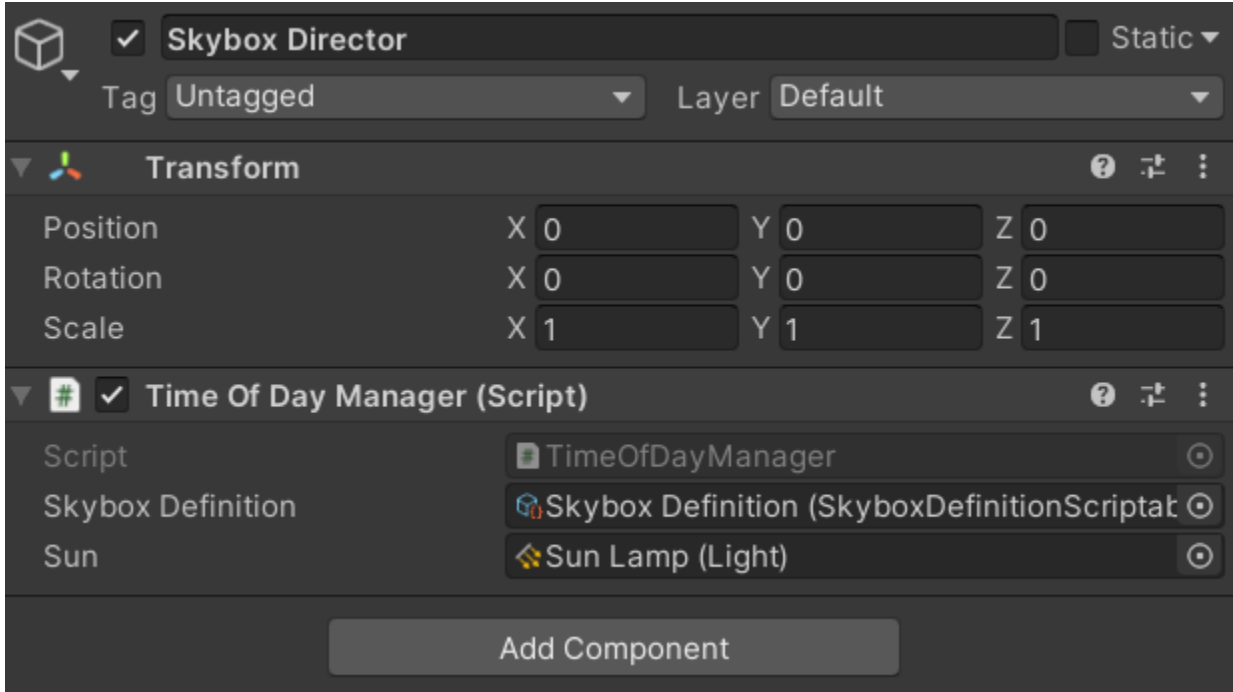 Skybox Director Static
Tag Untagged Layer Default
Transform
Position X 0 Y 0 Z 0
Rotation X 0 Y 0 Z 0
Scale X 1 Y 1 Z 1
# Time Of Day Manager (Script)
Script # TimeOfDayManager
Skybox Definition Skybox Definition (SkyboxDefinitionScriptab
Sun Sun Lamp (Light)
Add Component